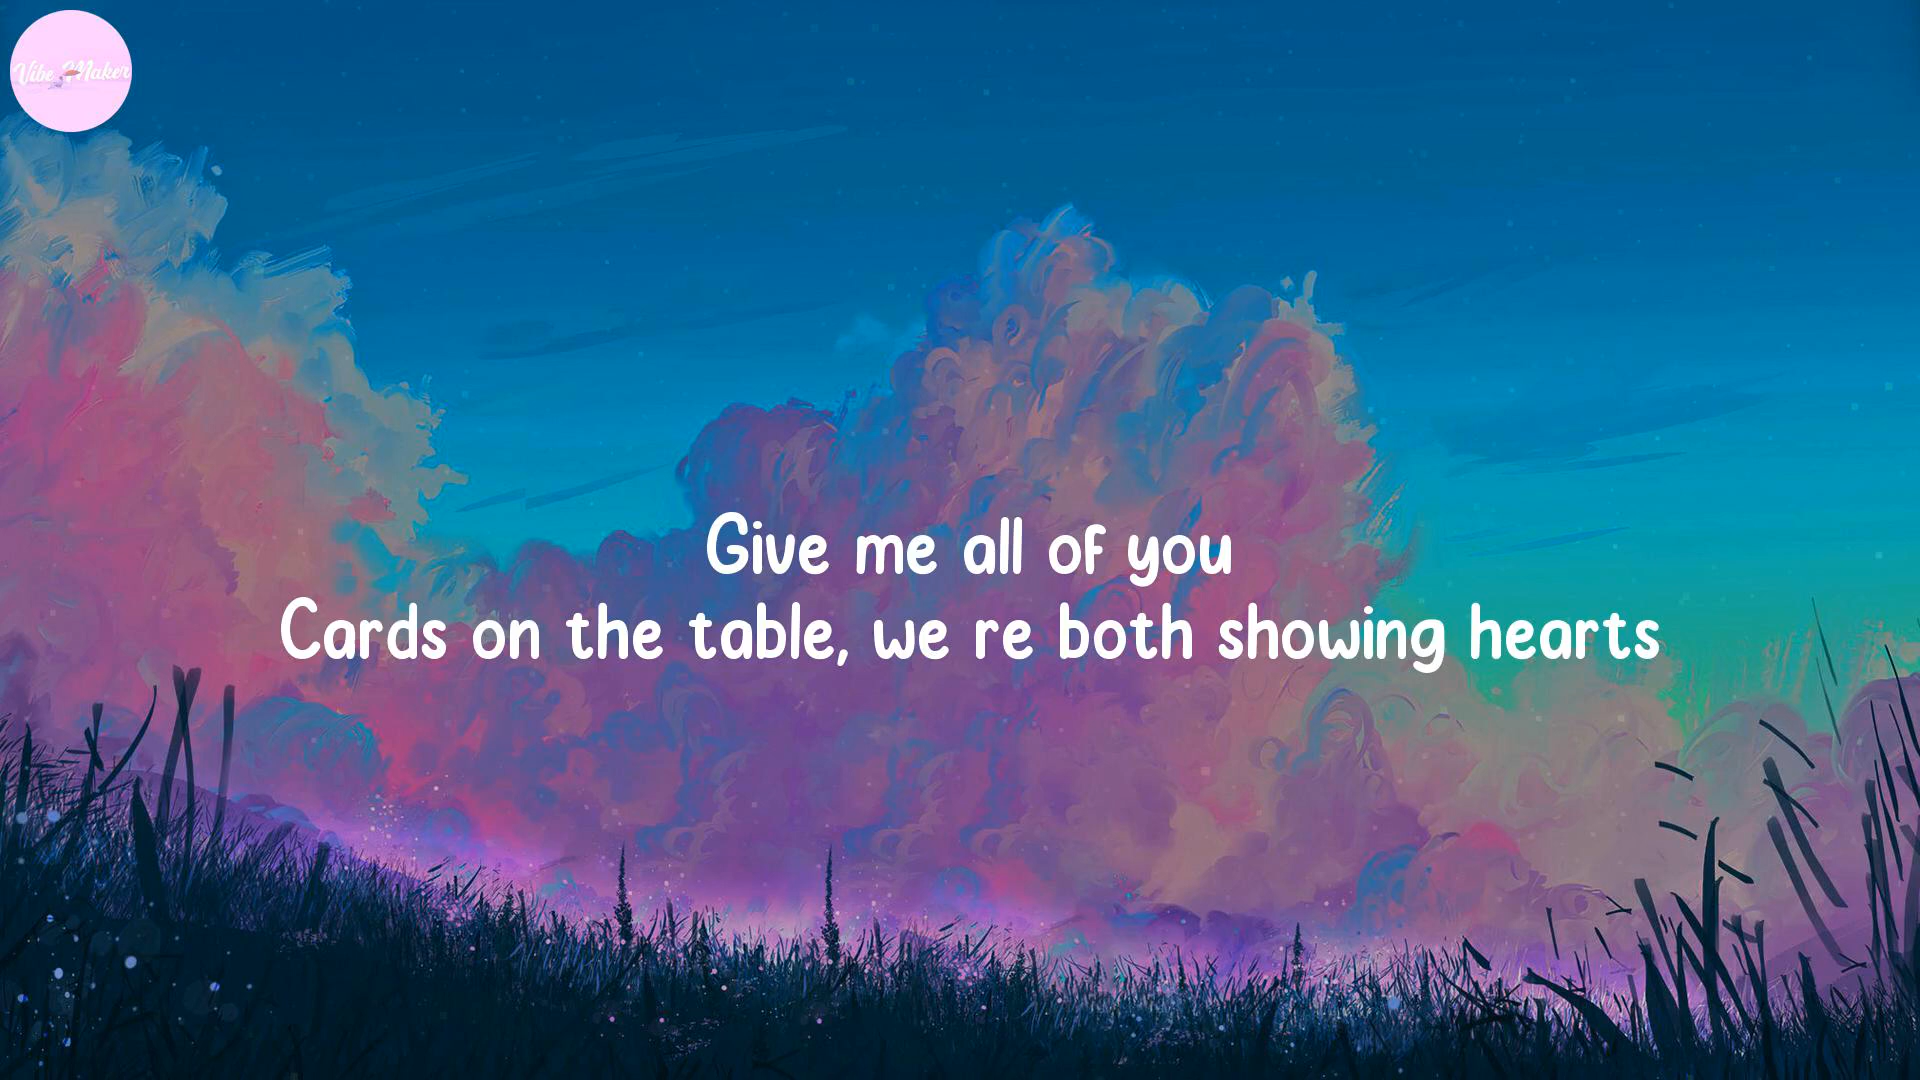 Vibe Maker
Give me all of you
Cards on the table, we re both showing hearts